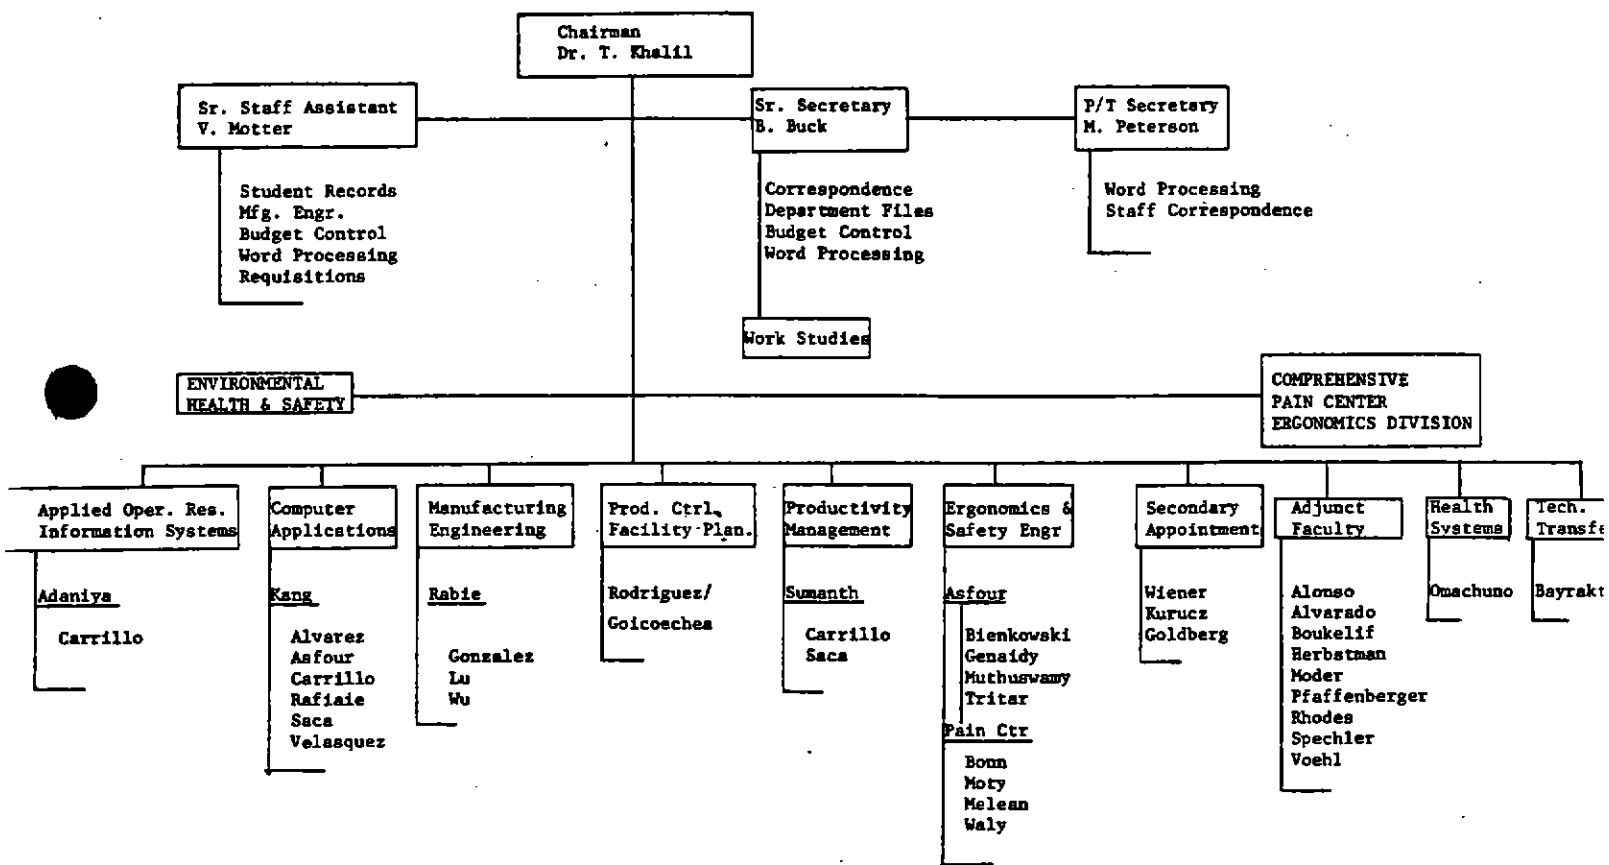 Chairman
Dr. T. Khalil
Sr. Staff Assistant
V. Motter
Sr. Secretary
B. Buck
P/T Secretary
M. Peterson
Student Records
Mfg. Engr.
Budget Control
Word Processing
Requisitions
Correspondence
Department Files
Budget Control
Word Processing
Word Processing
Staff Correspondence
Work Studies
ENVIRONMENTAL
HEALTH & SAFETY
COMPREHENSIVE
PAIN CENTER
ERGONOMICS DIVISION
Applied Oper. Res.
Information Systems
Adaniya
Carrillo
Computer
Applications
Kang
Alvarez
Asfour
Carrillo
Rafiaie
Saca
Velasquez
Manufacturing
Engineering
Rabie
Gonzalez
Lu
Wu
Prod. Ctrl.
Facility Plan.
Rodriguez/
Goicoechea
Productivity
Management
Sumanth
Carrillo
Saca
Ergonomics &
Safety Engr
Asfour
Bienkowski
Genaidy
Muthuswamy
Tritar
Pain Ctr
Bonn
Moty
Melean
Waly
Secondary
Appointment
Wiener
Kurucz
Goldberg
Adjunct
Faculty
Alonso
Alvarado
Boukelif
Herbstman
Moder
Pfaffenberger
Rhodes
Spechler
Voehl
Health
Systems
Omachuno
Tech.
Transfe
Bayrakt